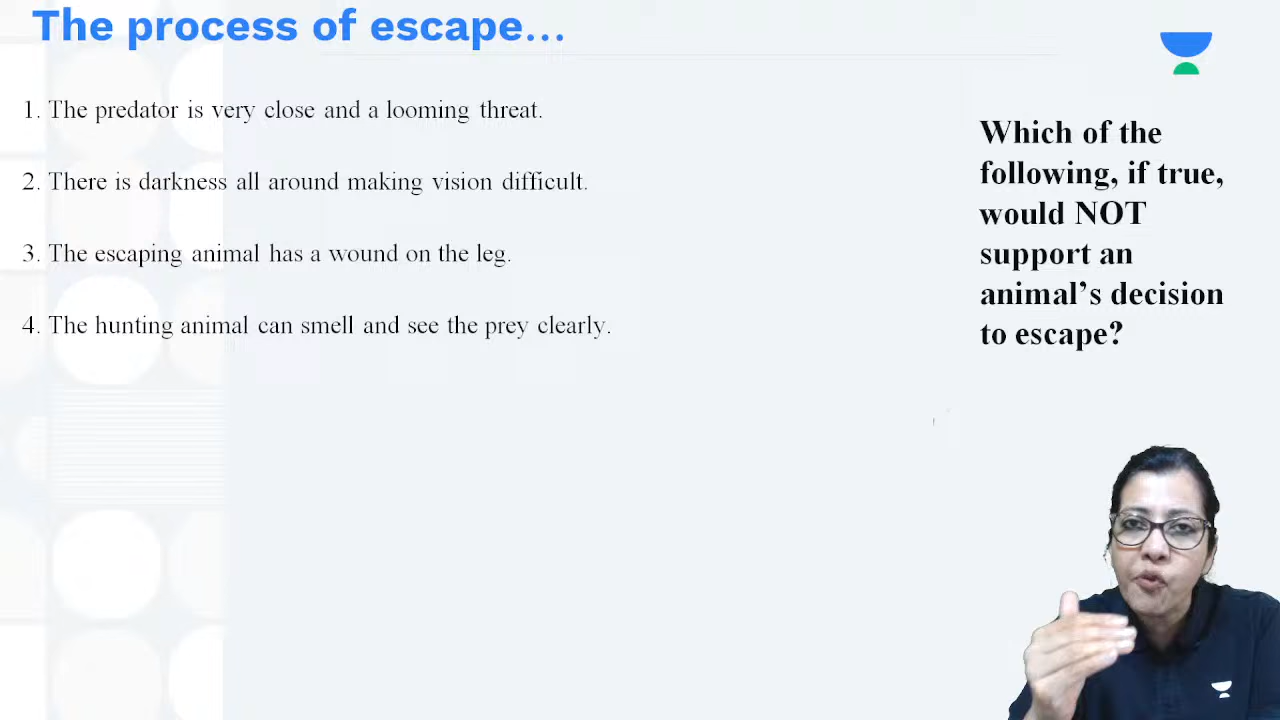 The process of escape...
1. The predator is very close and a looming threat.
2. There is darkness all around making vision difficult.
3. The escaping animal has a wound on the leg.
4. The hunting animal can smell and see the prey clearly.
Which of the
following, if true,
would NOT
support an
animal's decision
to escape?